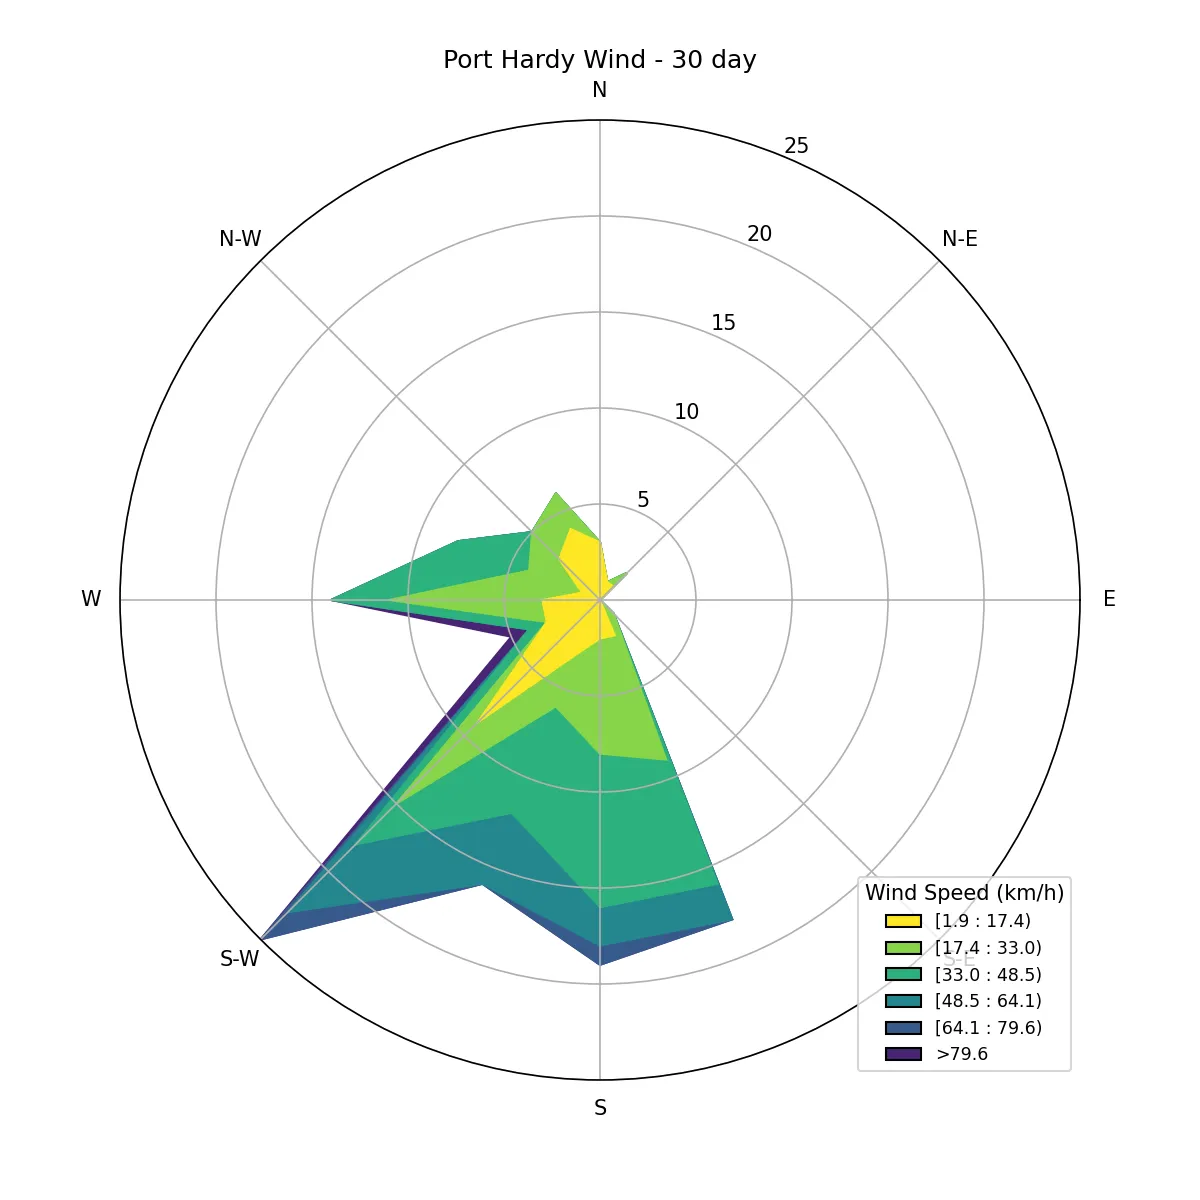 Port Hardy Wind - 30 day
N
25
N-W
N-E
20
15
10
5
W
E
S-W
S-E
S
Wind Speed (km/h)
[1.9 : 17.4)
[17.4 : 33.0)
[33.0 : 48.5)
[48.5 : 64.1)
[64.1 : 79.6)
>79.6